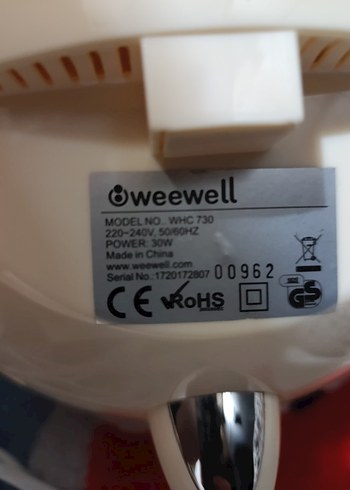 weewell
MODEL NO.. WHC 730
220~240V, 50/60HZ
POWER: 30W
Made in China
www.weewell.com
Serial No.:1720172807 00962
CE RoHS GS